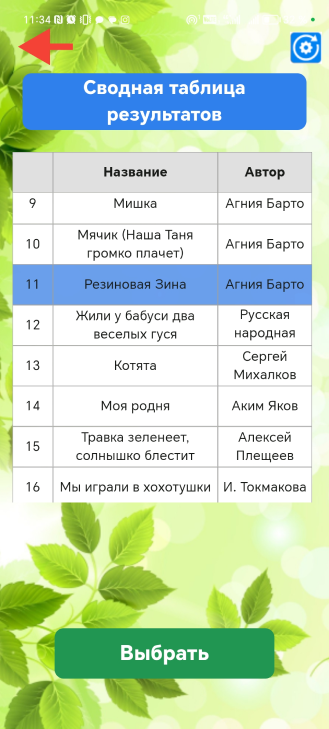 11:34
Сводная таблица
результатов
Название Автор
9 Мишка Агния Барто
10 Мячик (Наша Таня громко плачет) Агния Барто
11 Резиновая Зина Агния Барто
12 Жили у бабуси два веселых гуся Русская народная
13 Котята Сергей Михалков
14 Моя родня Аким Яков
15 Травка зеленеет, солнышко блестит Алексей Плещеев
16 Мы играли в хохотушки И. Токмакова
Выбрать